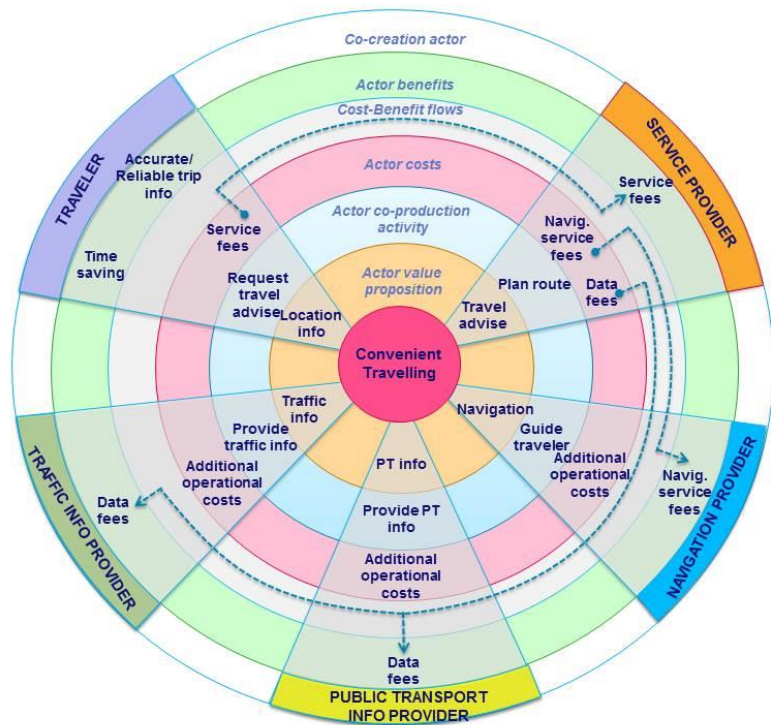 Co-creation actor
Actor benefits
Cost-Benefit flows
Actor costs
Actor co-production
activity
Actor value
proposition
Convenient
Travelling
TRAVELER
Accurate/
Reliable trip
info
Time
saving
Service
fees
Request
travel
advise
Location
info
SERVICE PROVIDER
Service
fees
Navig.
service
fees
Data
fees
Plan route
Travel
advise
NAVIGATION PROVIDER
Navig.
service
fees
Additional
operational
costs
Guide
traveler
Navigation
PUBLIC TRANSPORT
INFO PROVIDER
Data
fees
Additional
operational
costs
Provide PT
info
PT info
TRAFFIC INFO PROVIDER
Data
fees
Additional
operational
costs
Provide
traffic info
Traffic
info